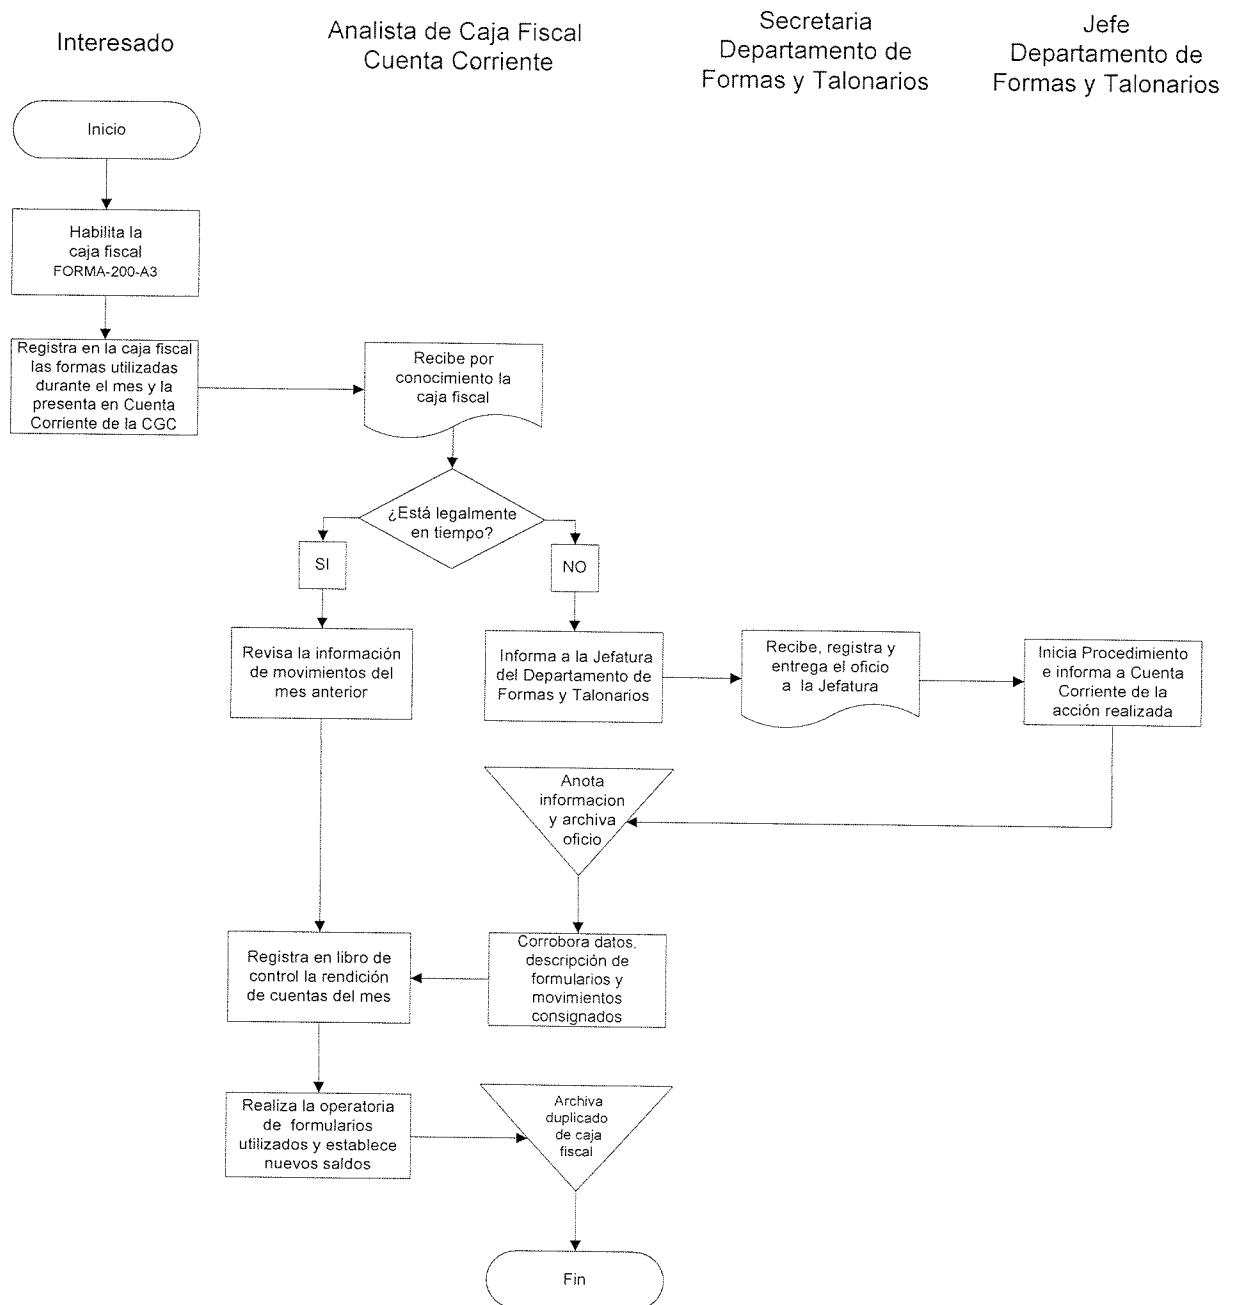 Interesado
Analista de Caja Fiscal
Cuenta Corriente
Secretaria
Departamento de
Formas y Talonarios
Jefe
Departamento de
Formas y Talonarios
Inicio
Habilita la
caja fiscal
FORMA-200-A3
Registra en la caja fiscal
las formas utilizadas
durante el mes y la
presenta en Cuenta
Corriente de la CGC
Recibe por
conocimiento la
caja fiscal
¿Está legalmente
en tiempo?
SI
NO
Revisa la información
de movimientos del
mes anterior
Informa a la Jefatura
del Departamento de
Formas y Talonarios
Recibe, registra y
entrega el oficio
a la Jefatura
Inicia Procedimiento
e informa a Cuenta
Corriente de la
acción realizada
Anota
informacion
y archiva
oficio
Registra en libro de
control la rendición
de cuentas del mes
Corrobora datos,
descripción de
formularios y
movimientos
consignados
Realiza la operatoria
de formularios
utilizados y establece
nuevos saldos
Archiva
duplicado
de caja
fiscal
Fin